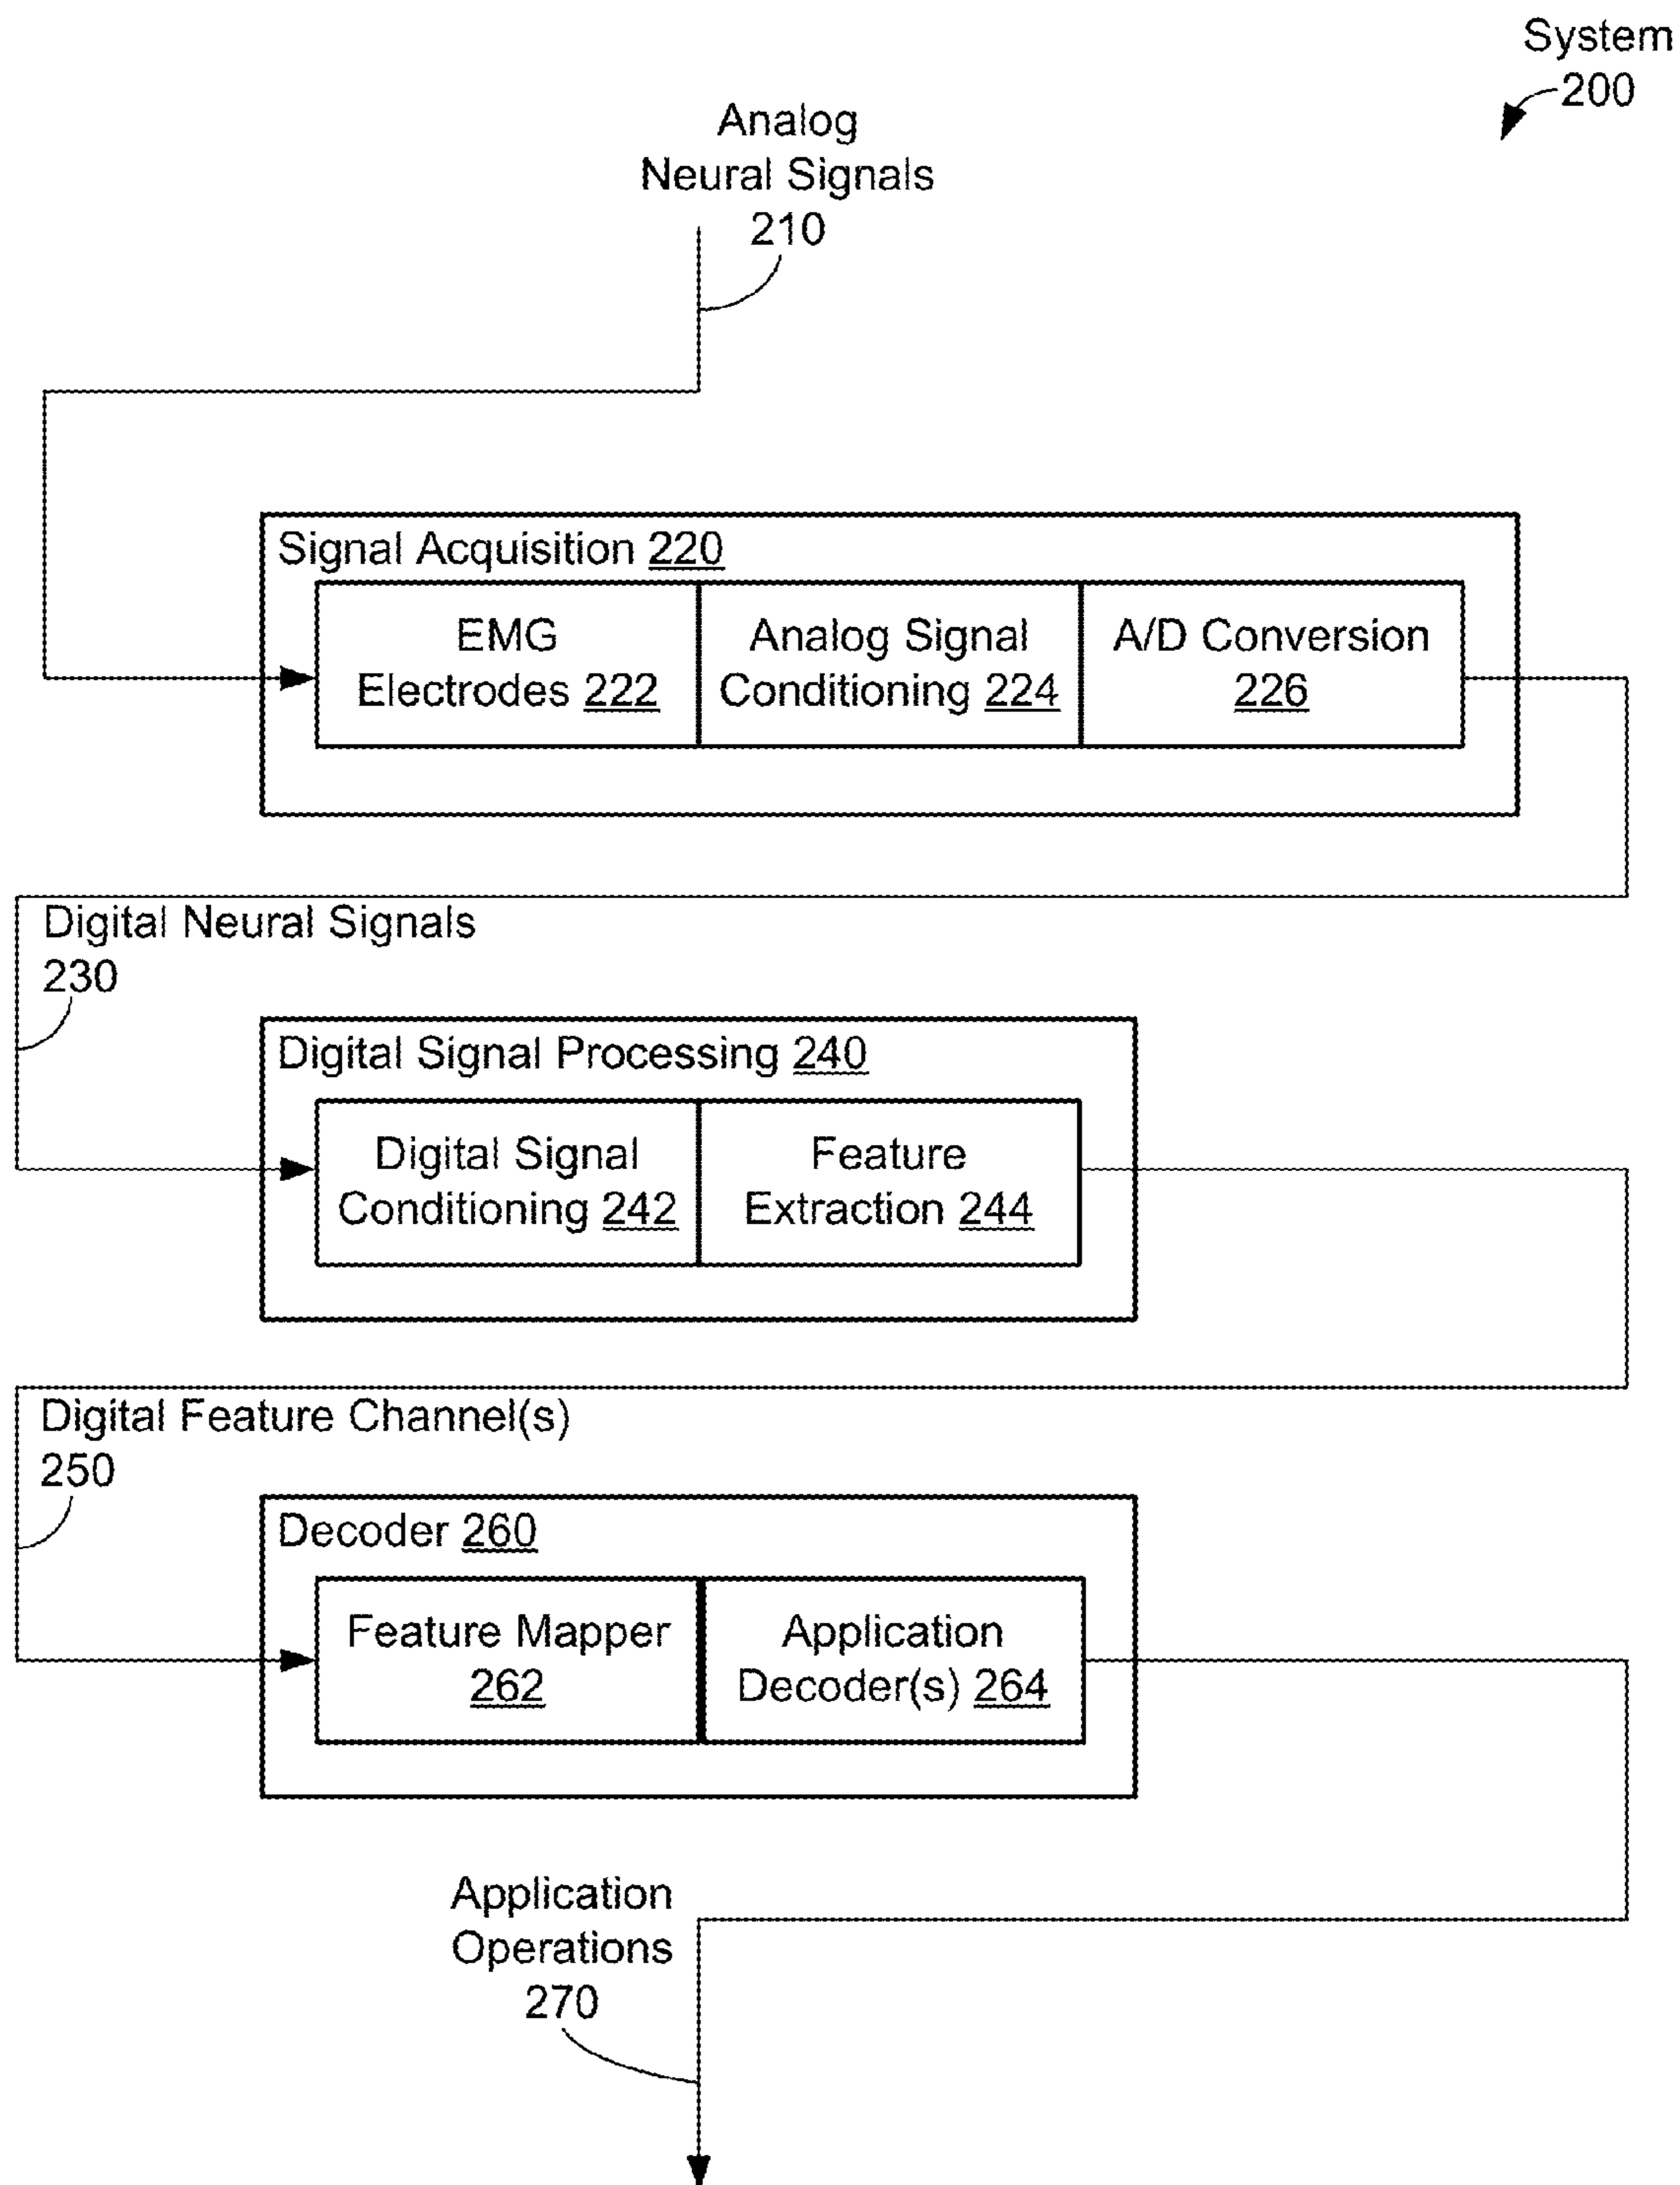 System
200
Analog
Neural Signals
210
Signal Acquisition 220
EMG
Electrodes 222
Analog Signal
Conditioning 224
A/D Conversion
226
Digital Neural Signals
230
Digital Signal Processing 240
Digital Signal
Conditioning 242
Feature
Extraction 244
Digital Feature Channel(s)
250
Decoder 260
Feature Mapper
262
Application
Decoder(s) 264
Application
Operations
270